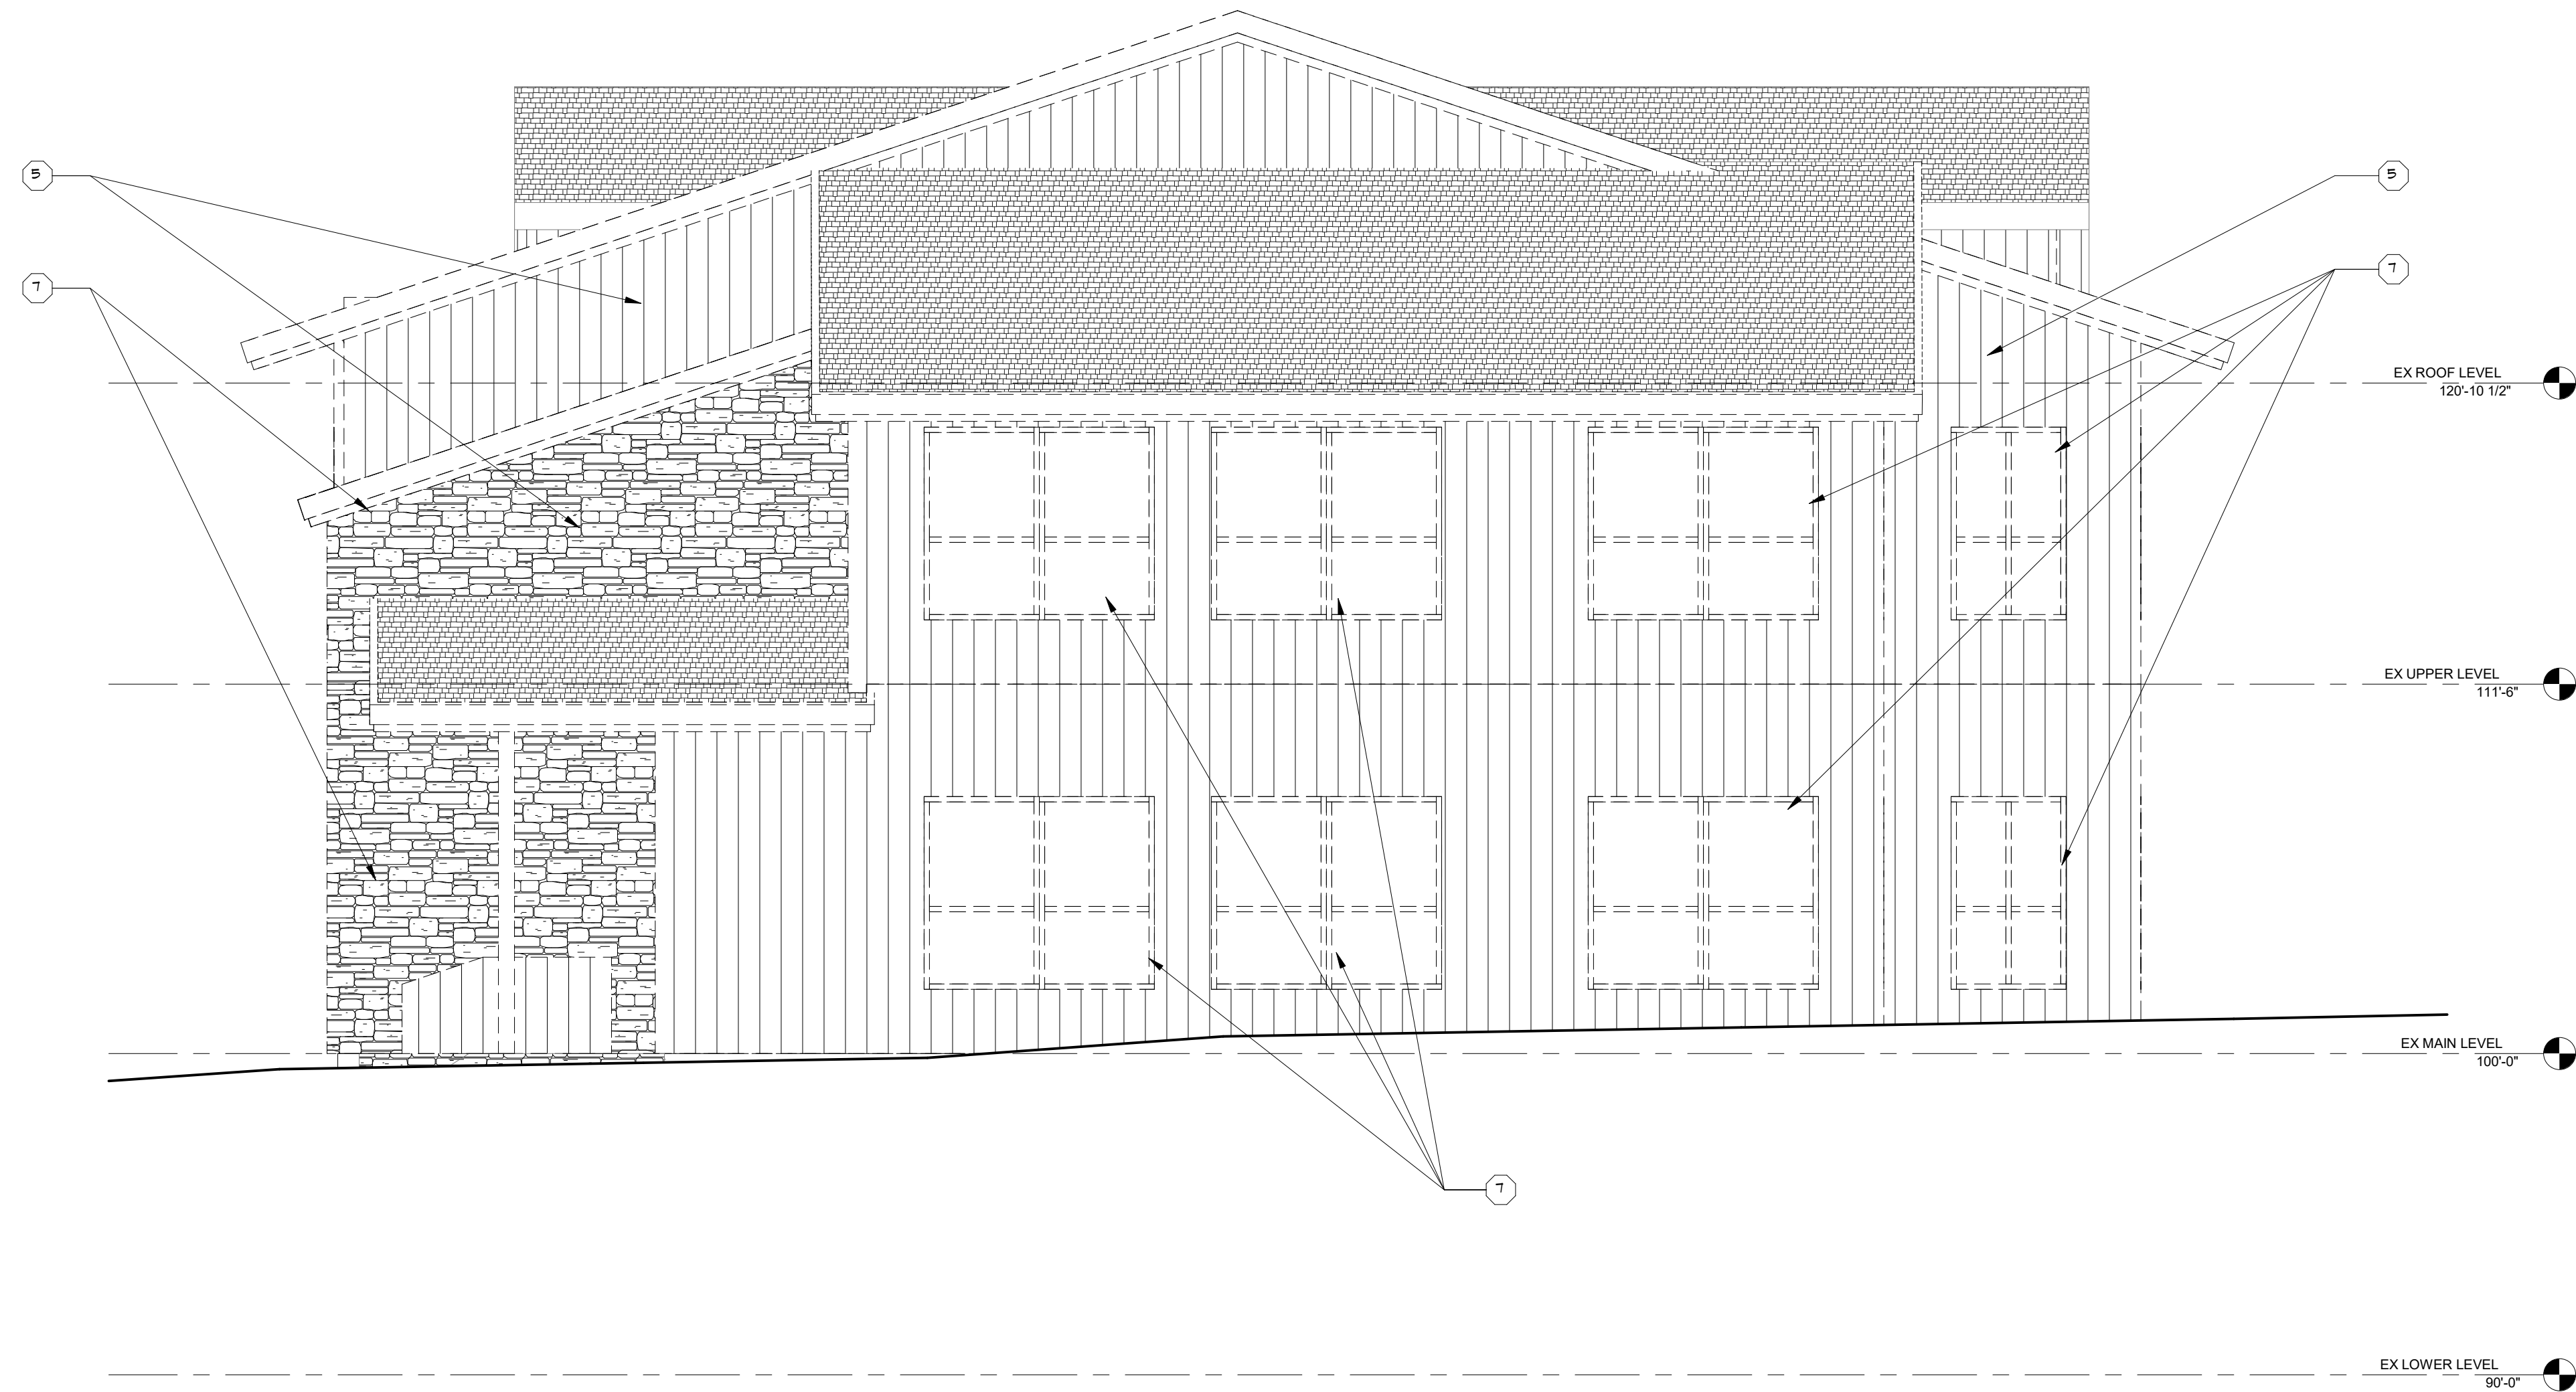 5
5
7
7
EX ROOF LEVEL
120'-10 1/2"
EX UPPER LEVEL
111'-6"
EX MAIN LEVEL
100'-0"
7
EX LOWER LEVEL
90'-0"